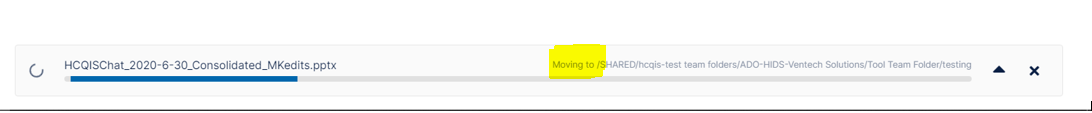 HCQISChat_2020-6-30_Consolidated_MKedits.pptx
Moving to /SHARED/hcqis-test team folders/ADO-HIDS-Ventech Solutions/Tool Team Folder/testing